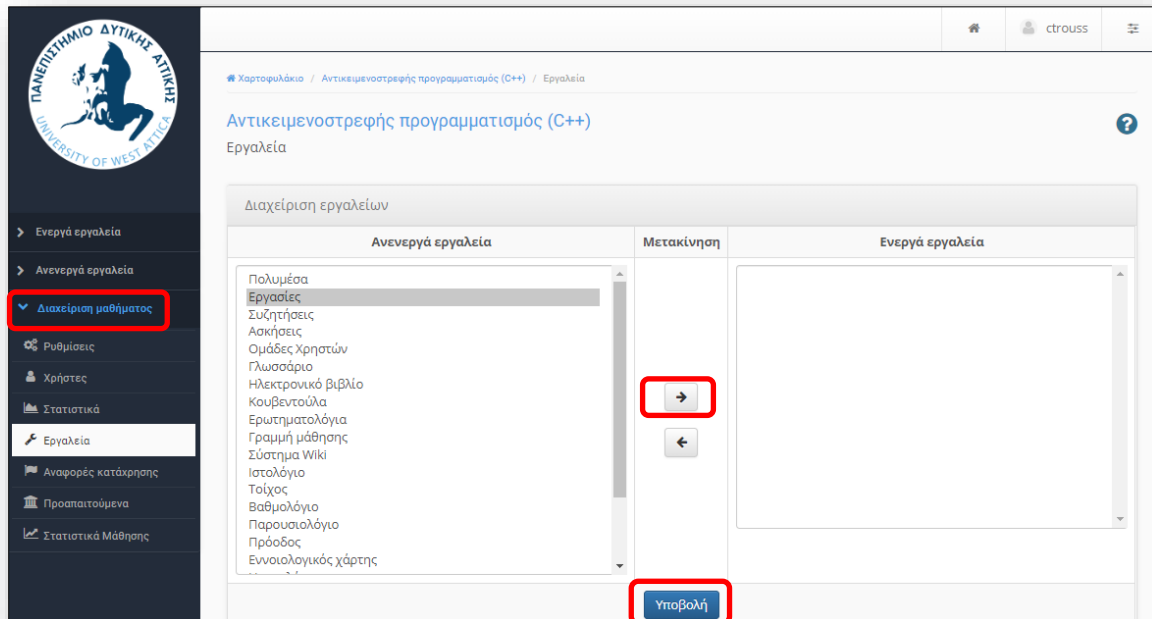 ΠΑΝΕΠΙΣΤΗΜΙΟ ΔΥΤΙΚΗΣ ΑΤΤΙΚΗΣ
UNIVERSITY OF WEST ATTICA
ctrouss
Χαρτοφυλάκιο / Αντικειμενοστρεφής προγραμματισμός (C++) / Εργαλεία
Αντικειμενοστρεφής προγραμματισμός (C++)
Εργαλεία
Ενεργά εργαλεία
Ανενεργά εργαλεία
Διαχείριση μαθήματος
Ρυθμίσεις
Χρήστες
Στατιστικά
Εργαλεία
Αναφορές κατάχρησης
Προαπαιτούμενα
Στατιστικά Μάθησης
Διαχείριση εργαλείων
Ανενεργά εργαλεία Μετακίνηση Ενεργά εργαλεία
Πολυμέσα
Εργασίες
Συζητήσεις
Ασκήσεις
Ομάδες Χρηστών
Γλωσσάριο
Ηλεκτρονικό βιβλίο
Κουβεντούλα
Ερωτηματολόγια
Γραμμή μάθησης
Σύστημα Wiki
Ιστολόγιο
Τοίχος
Βαθμολόγιο
Παρουσιολόγιο
Πρόοδος
Εννοιολογικός χάρτης
Υποβολή